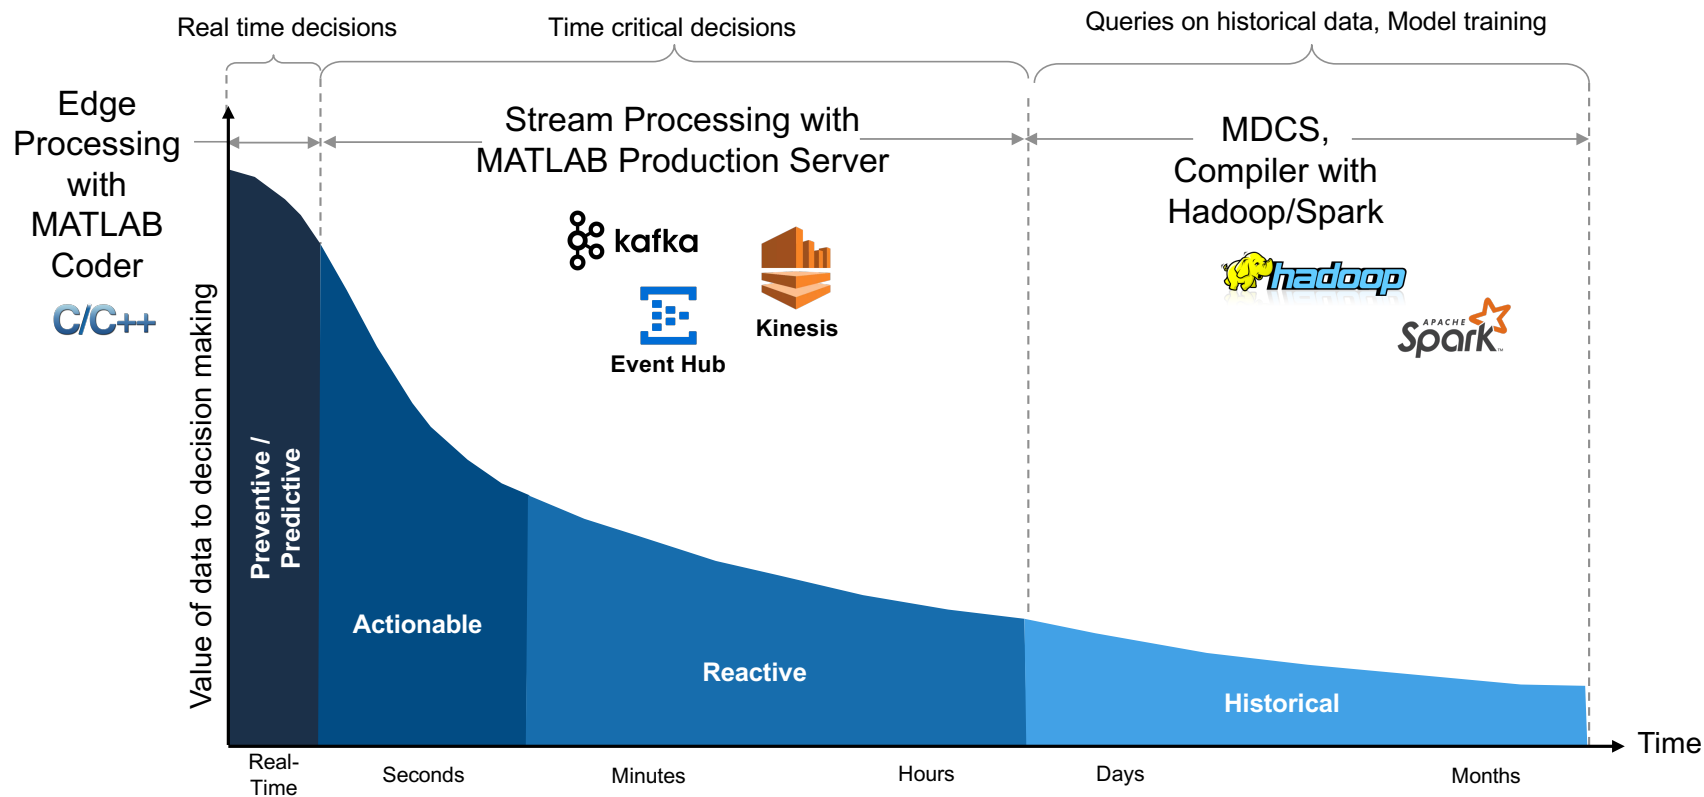 Real time decisions
Time critical decisions
Queries on historical data, Model training
Edge
Processing
with
MATLAB
Coder
C/C++
Stream Processing with
MATLAB Production Server
MDCS,
Compiler with
Hadoop/Spark
kafka
Kinesis
Event Hub
hadoop
APACHE
Spark™
Value of data to decision making
Preventive /
Predictive
Actionable
Reactive
Historical
Time
Real-
Time
Seconds
Minutes
Hours
Days
Months